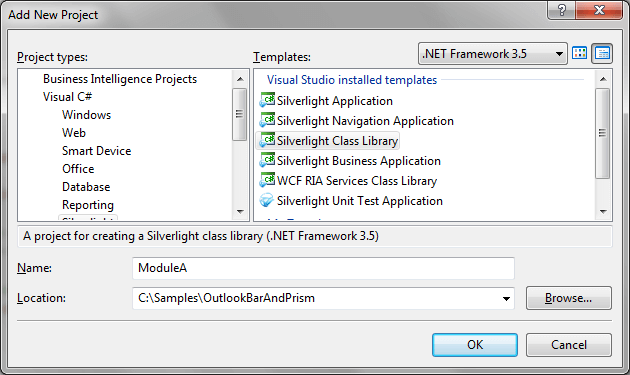 Add New Project
Project types:
Templates:
.NET Framework 3.5
Business Intelligence Projects
Visual C#
Windows
Web
Smart Device
Office
Database
Reporting
Silverlight
Visual Studio installed templates
Silverlight Application
Silverlight Navigation Application
Silverlight Class Library
Silverlight Business Application
WCF RIA Services Class Library
Silverlight Unit Test Application
A project for creating a Silverlight class library (.NET Framework 3.5)
Name:
ModuleA
Location:
C:\Samples\OutlookBarAndPrism
Browse...
OK
Cancel